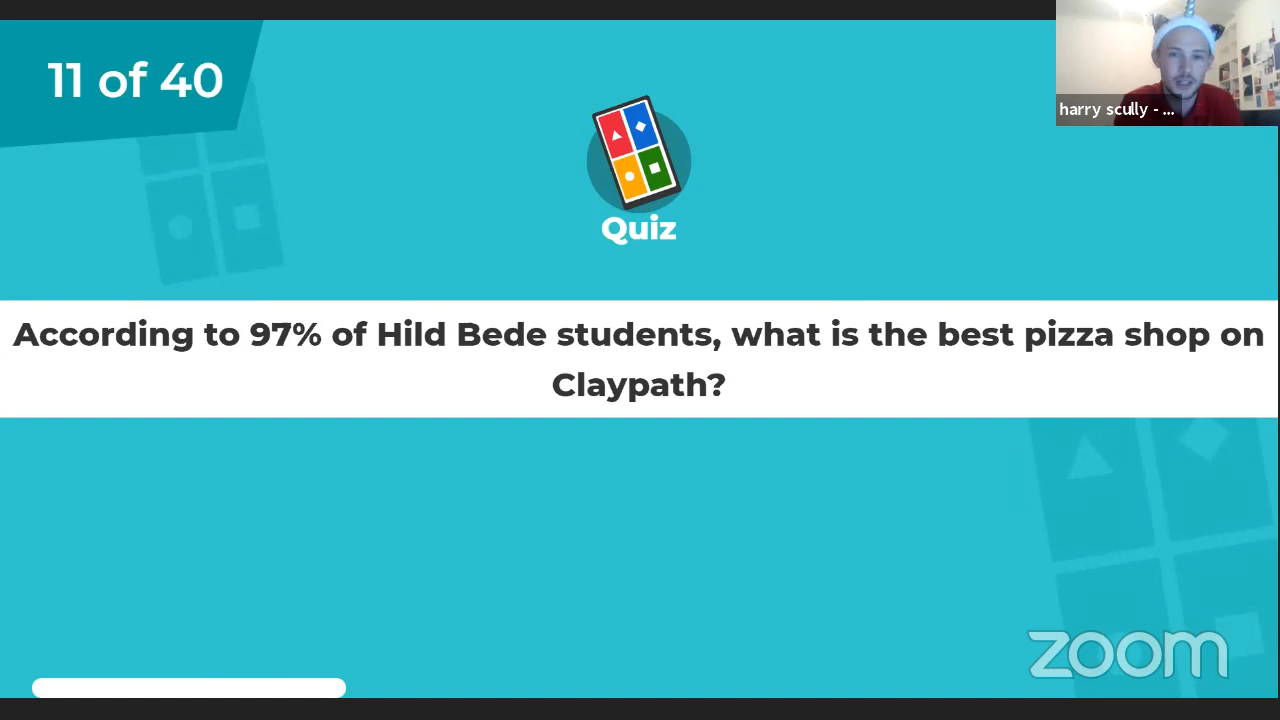 11 of 40
harry scully - ...
Quiz
According to 97% of Hild Bede students, what is the best pizza shop on
Claypath?
zoom